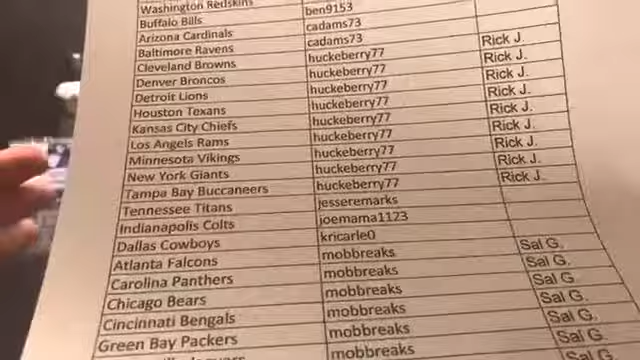 Washington Redskins
Buffalo Bills ben9153
Arizona Cardinals cadams73
Baltimore Ravens cadams73
Cleveland Browns huckeberry77 Rick J.
Denver Broncos huckeberry77 Rick J.
Detroit Lions huckeberry77 Rick J.
Houston Texans huckeberry77 Rick J.
Kansas City Chiefs huckeberry77 Rick J.
Los Angels Rams huckeberry77 Rick J.
Minnesota Vikings huckeberry77 Rick J.
New York Giants huckeberry77 Rick J.
Tampa Bay Buccaneers huckeberry77 Rick J.
Tennessee Titans jesseremarks
Indianapolis Colts joemama1123
Dallas Cowboys kricarle0
Atlanta Falcons mobbreaks Sal G.
Carolina Panthers mobbreaks Sal G.
Chicago Bears mobbreaks Sal G.
Cincinnati Bengals mobbreaks Sal G.
Green Bay Packers mobbreaks Sal G.
mobbreaks Sal G.
Sal G.